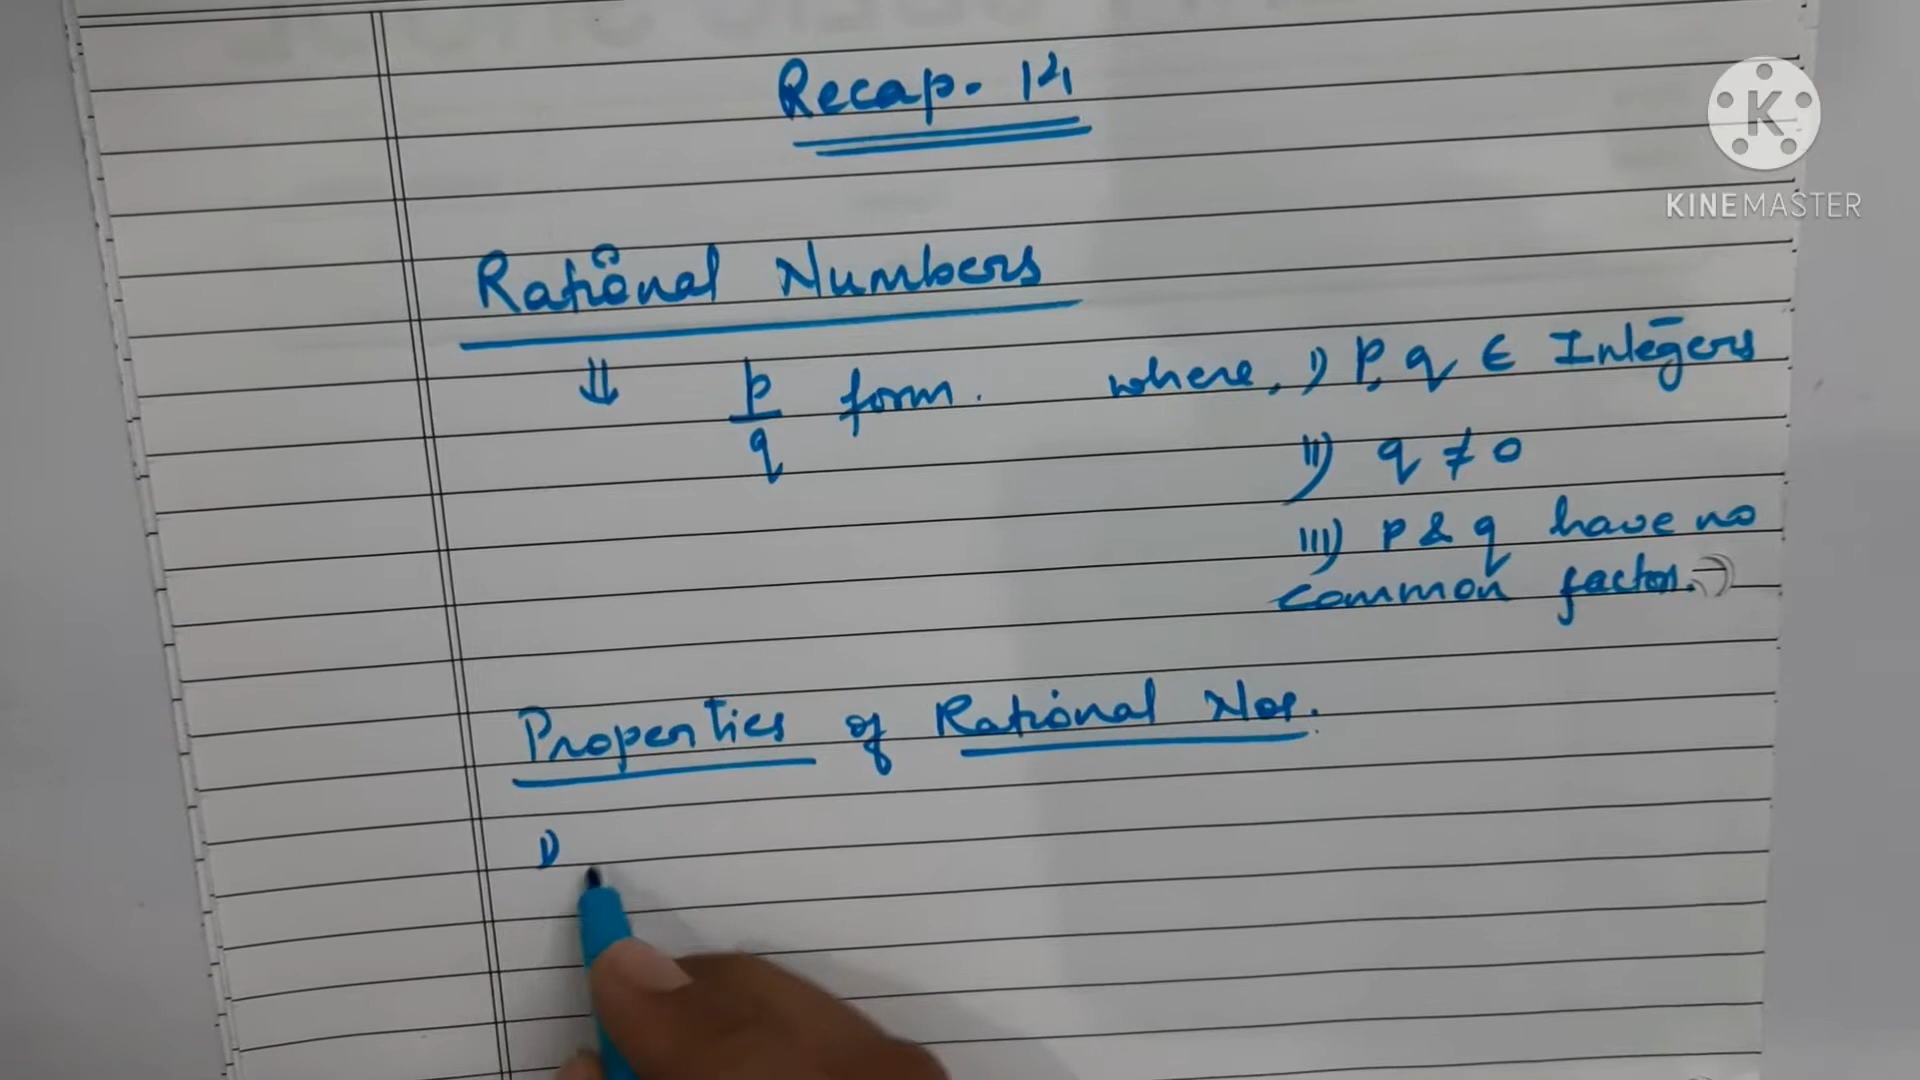 Recap. 14
KINEMASTER
Rational Numbers
⇓ p/q form. where, i) p, q ∈ Integers
ii) q ≠ 0
iii) p & q have no
common factor.
Properties of Rational Nos.
1)